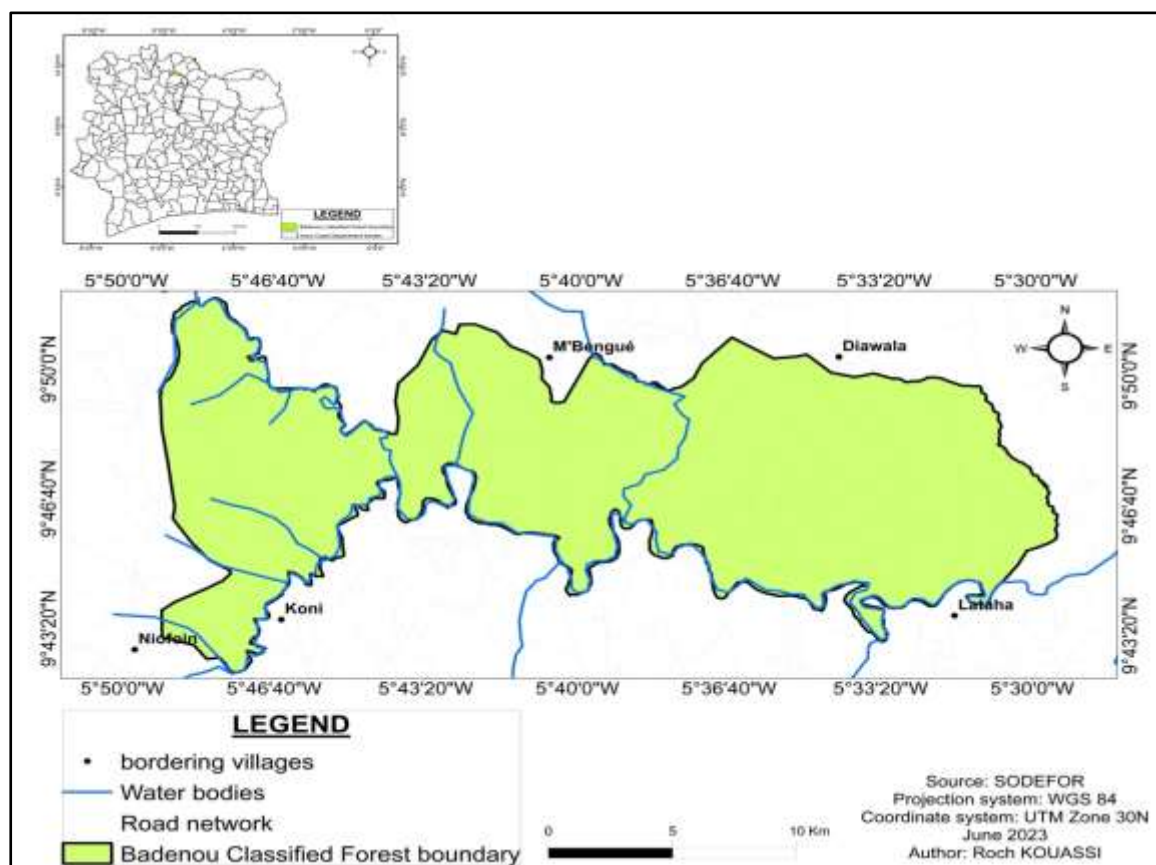 LEGEND
5°50'0"W 5°46'40"W 5°43'20"W 5°40'0"W 5°36'40"W 5°33'20"W 5°30'0"W
N
W E
S
M'Bengué
Diawala
9°50'0"N
9°50'0"N
9°46'40"N
9°46'40"N
9°43'20"N
9°43'20"N
Koni
Lataha
Niofoin
5°50'0"W 5°46'40"W 5°43'20"W 5°40'0"W 5°36'40"W 5°33'20"W 5°30'0"W
LEGEND
bordering villages
Water bodies
Road network
Badenou Classified Forest boundary
0 5 10 Km
Source: SODEFOR
Projection system: WGS 84
Coordinate system: UTM Zone 30N
June 2023
Author: Roch KOUASSI